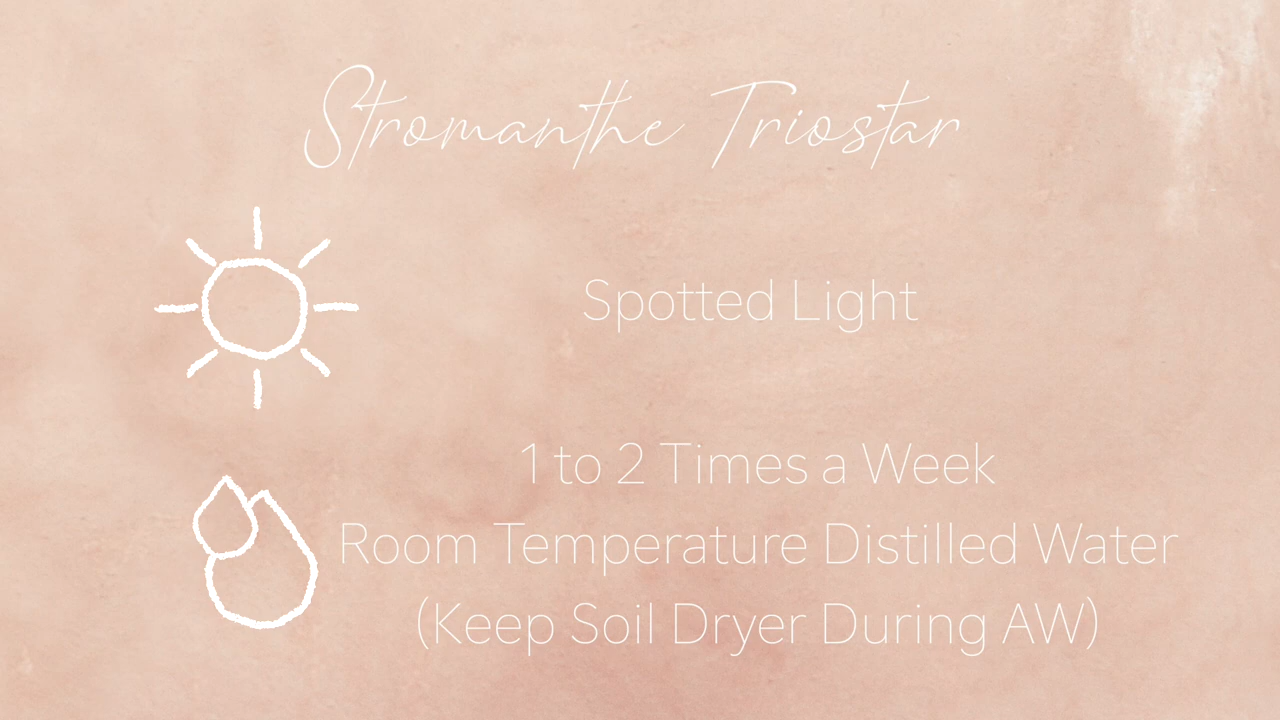 Stromanthe Triostar
Spotted Light
1 to 2 Times a Week
Room Temperature Distilled Water
(Keep Soil Dryer During AW)